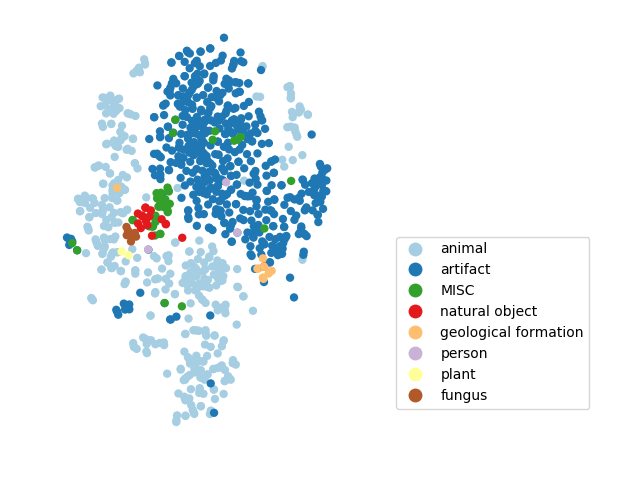 animal
artifact
MISC
natural object
geological formation
person
plant
fungus